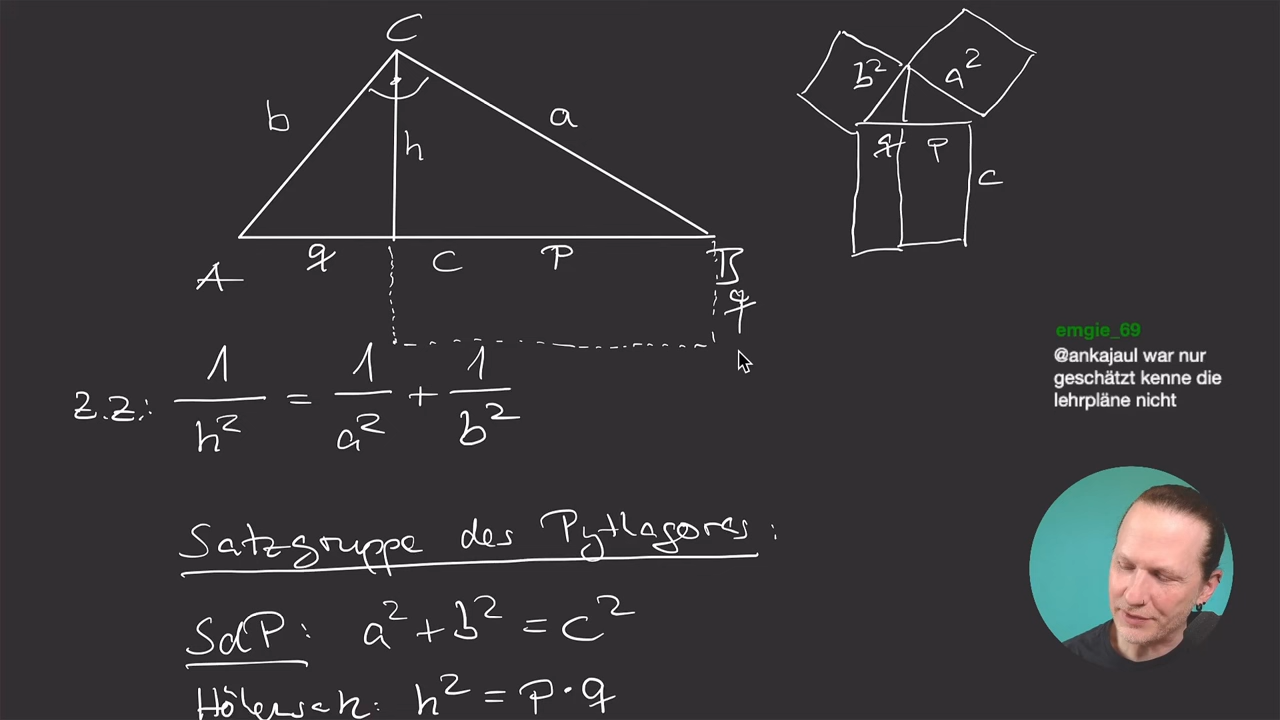 C
b²
a²
b
a
h
q
p
c
A
q
c
p
B
q
emgie_69
@ankajaul war nur
geschätzt kenne die
lehrpläne nicht
z.z.: 1/h² = 1/a² + 1/b²
Satzgruppe des Pythagoras:
SdP: a² + b² = c²
Höhensatz: h² = p · q